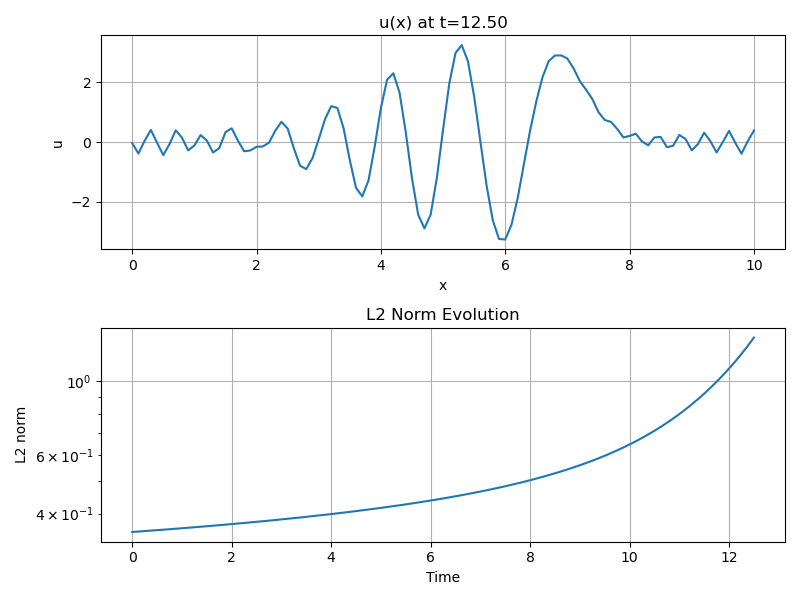 u(x) at t=12.50
u
2
0
−2
0 2 4 6 8 10
x
L2 Norm Evolution
L2 norm
10⁰
6 × 10⁻¹
4 × 10⁻¹
0 2 4 6 8 10 12
Time